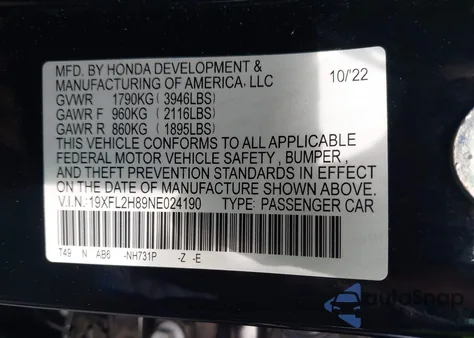 MFD. BY HONDA DEVELOPMENT &
MANUFACTURING OF AMERICA, LLC 10/'22
GVWR 1790KG (3946LBS)
GAWR F 960KG (2116LBS)
GAWR R 860KG (1895LBS)
THIS VEHICLE CONFORMS TO ALL APPLICABLE
FEDERAL MOTOR VEHICLE SAFETY, BUMPER,
AND THEFT PREVENTION STANDARDS IN EFFECT
ON THE DATE OF MANUFACTURE SHOWN ABOVE.
V.I.N.:19XFL2H89NE024190 TYPE: PASSENGER CAR
T49 N AB6 -NH731P -Z -E
autoSnap